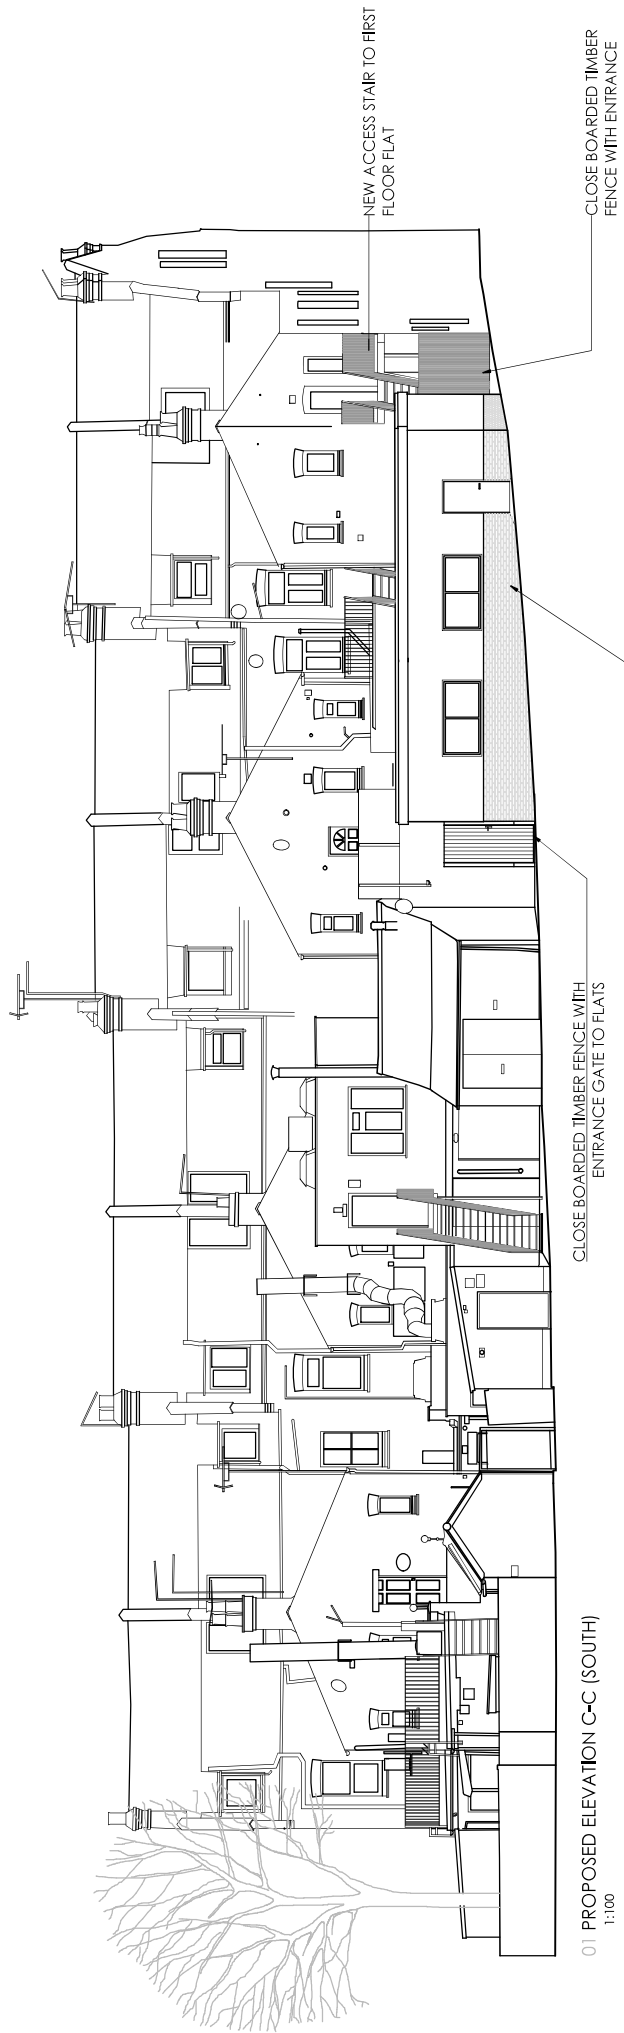 NEW ACCESS STAIR TO FIRST
FLOOR FLAT
CLOSE BOARDED TIMBER
FENCE WITH ENTRANCE
CLOSE BOARDED TIMBER FENCE WITH
ENTRANCE GATE TO FLATS
01 PROPOSED ELEVATION C-C (SOUTH)
1:100